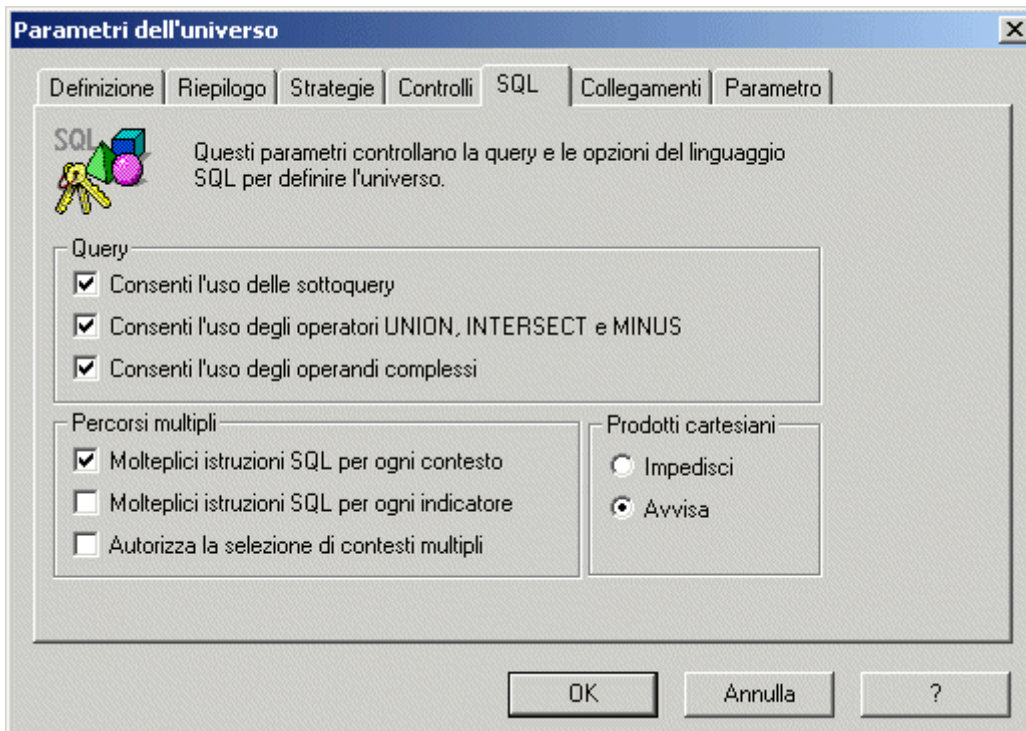 Parametri dell'universo
Definizione Riepilogo Strategie Controlli SQL Collegamenti Parametro
SQL
Questi parametri controllano la query e le opzioni del linguaggio
SQL per definire l'universo.
Query
Consenti l'uso delle sottoquery
Consenti l'uso degli operatori UNION, INTERSECT e MINUS
Consenti l'uso degli operandi complessi
Percorsi multipli
Molteplici istruzioni SQL per ogni contesto
Molteplici istruzioni SQL per ogni indicatore
Autorizza la selezione di contesti multipli
Prodotti cartesiani
Impedisci
Avvisa
OK Annulla ?